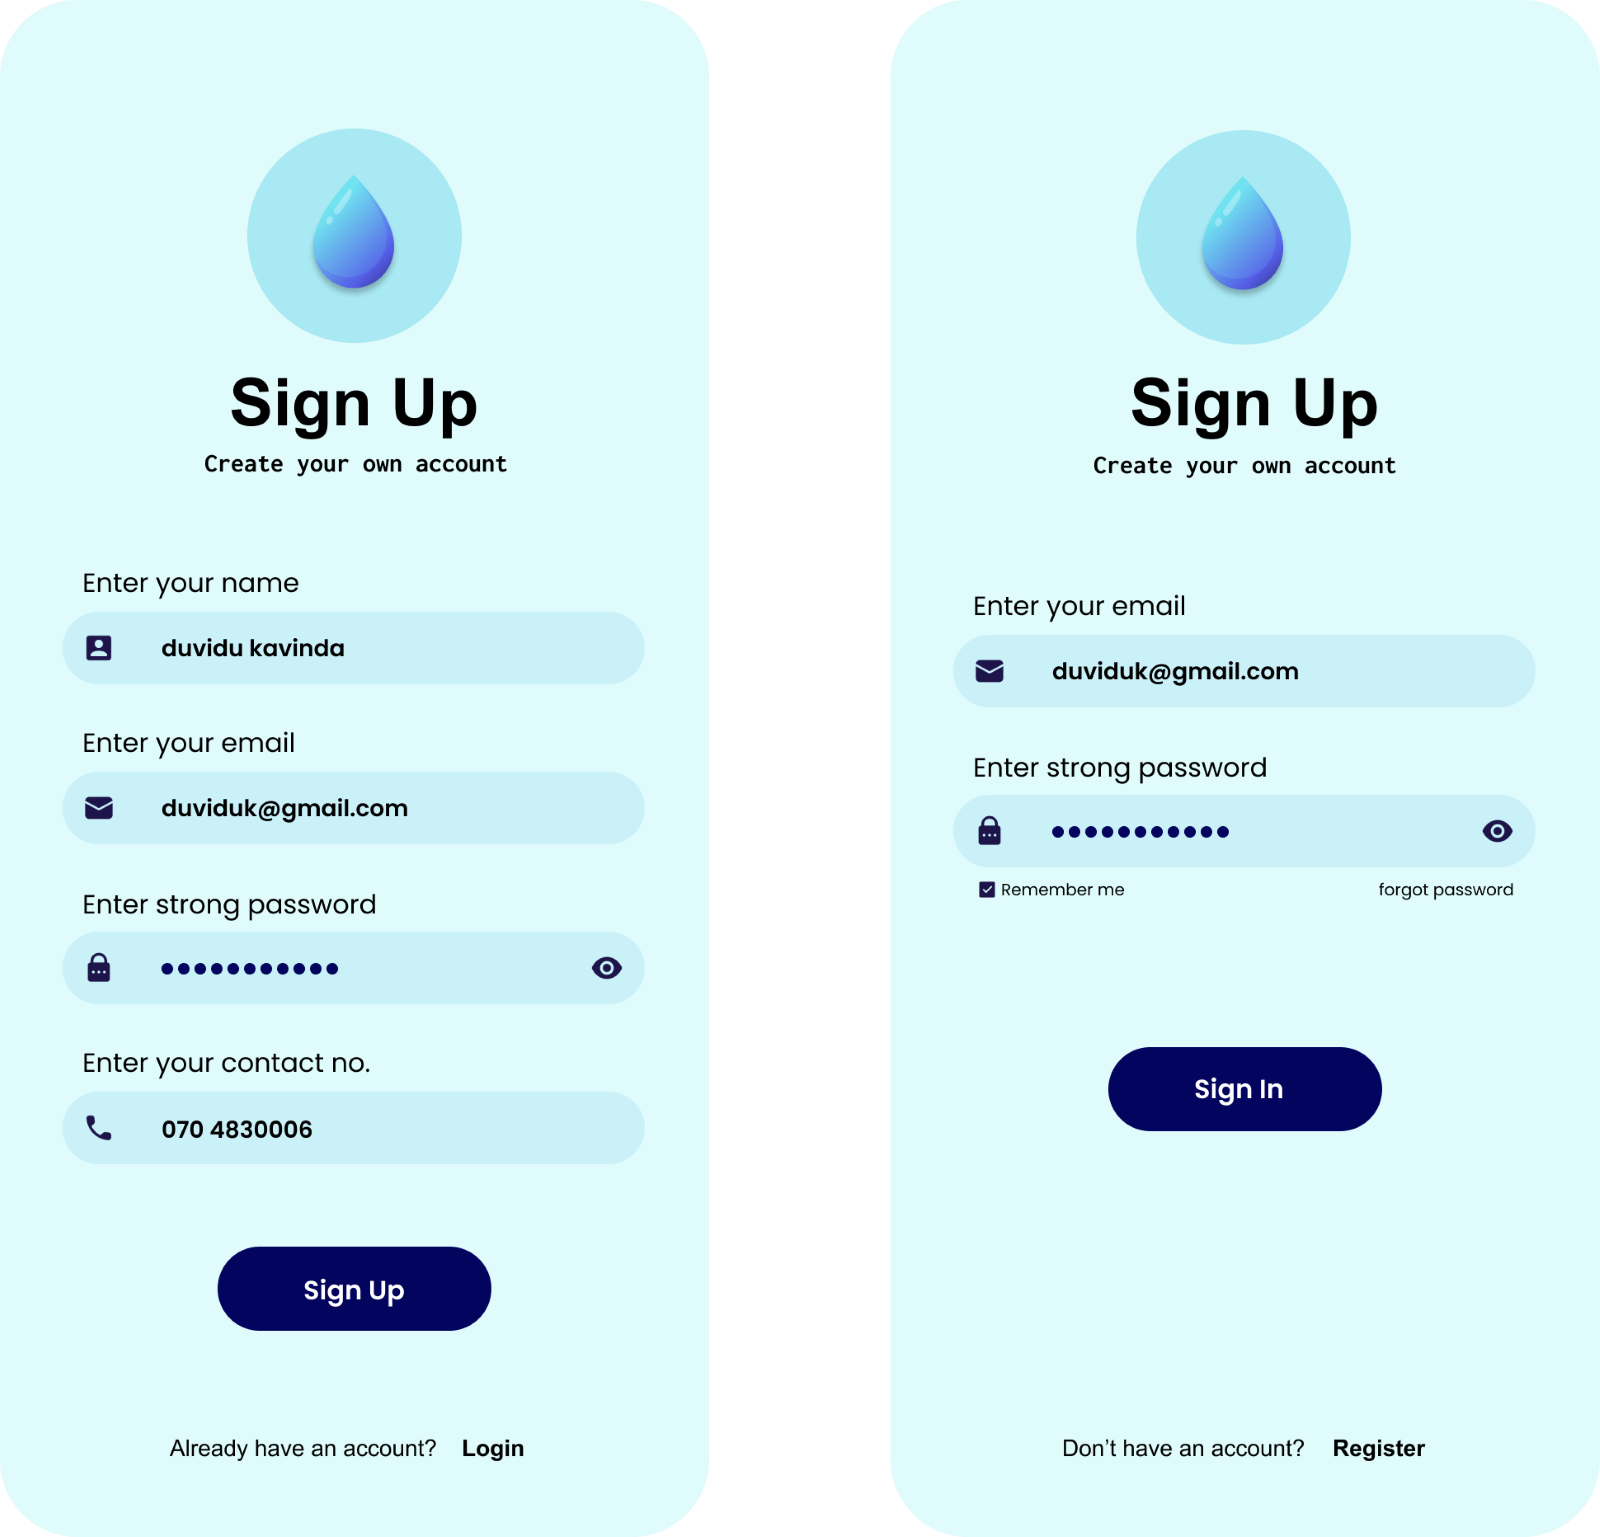 Sign Up
Create your own account
Enter your name
duvidu kavinda
Enter your email
duviduk@gmail.com
Enter strong password
●●●●●●●●●●●
Enter your contact no.
070 4830006
Sign Up
Already have an account? Login
Sign Up
Create your own account
Enter your email
duviduk@gmail.com
Enter strong password
●●●●●●●●●●●
Remember me forgot password
Sign In
Don’t have an account? Register